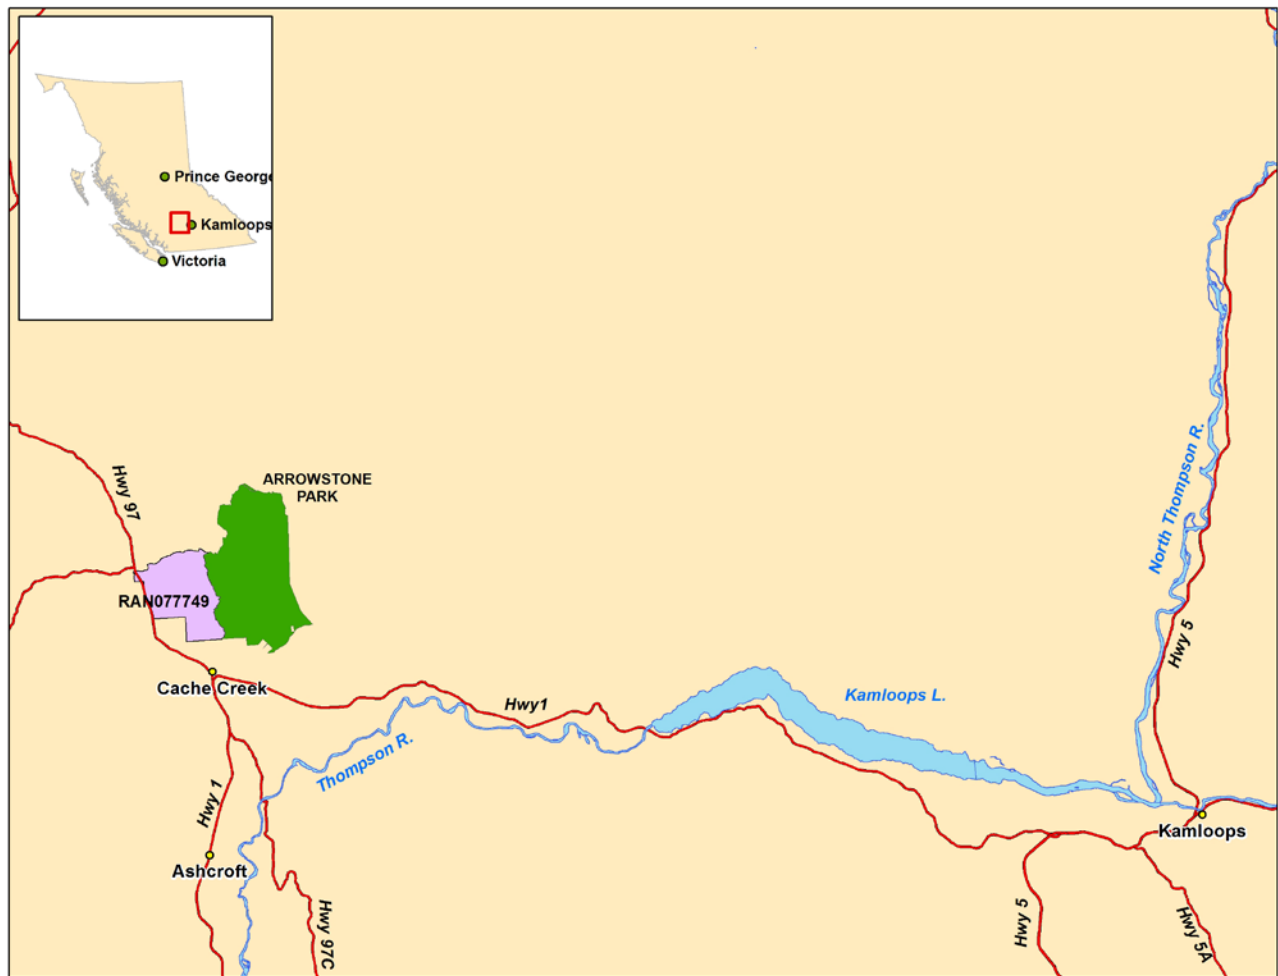 Prince George
Kamloops
Victoria
Hwy 97
ARROWSTONE
PARK
RAN077749
North Thompson R.
Hwy 5
Cache Creek
Hwy1
Kamloops L.
Thompson R.
Hwy 1
Kamloops
Ashcroft
Hwy 97C
Hwy 5
Hwy 5A